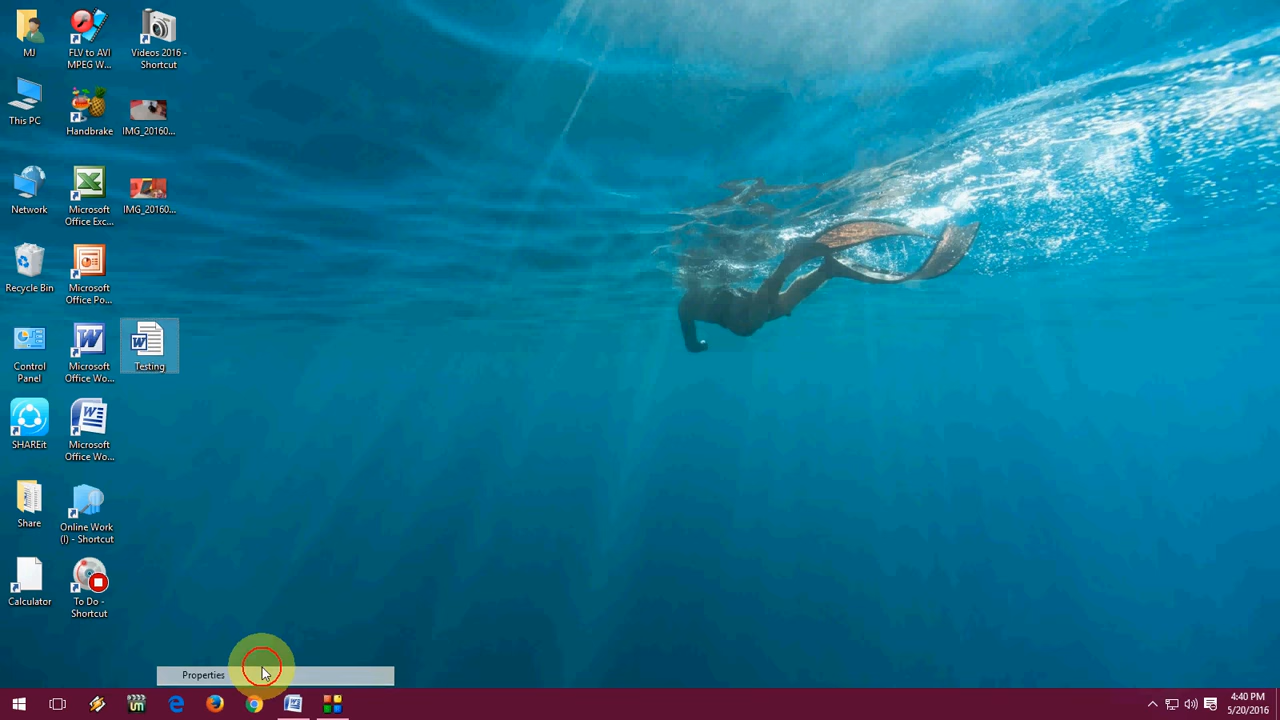 MJ
FLV to AVI
MPEG W...
Videos 2016 -
Shortcut
This PC
Handbrake
IMG_20160...
Network
Microsoft
Office Exc...
IMG_20160...
Recycle Bin
Microsoft
Office Po...
Control
Panel
Microsoft
Office Wo...
Testing
SHAREit
Microsoft
Office Wo...
Share
Online Work
(I) - Shortcut
Calculator
To Do -
Shortcut
Properties
4:40 PM
5/20/2016